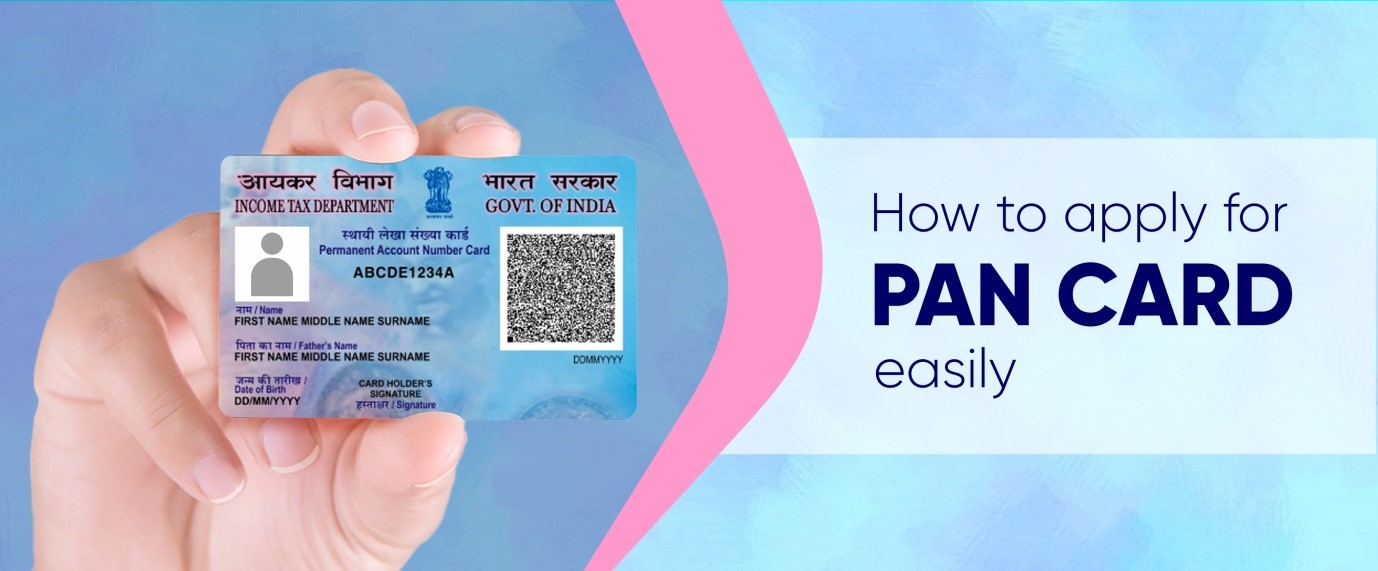 आयकर विभाग
भारत सरकार
INCOME TAX DEPARTMENT
GOVT. OF INDIA
स्थायी लेखा संख्या कार्ड
Permanent Account Number Card
ABCDE1234A
नाम / Name
FIRST NAME MIDDLE NAME SURNAME
पिता का नाम / Father's Name
FIRST NAME MIDDLE NAME SURNAME
DDMMYYYY
जन्म की तारीख /
Date of Birth
DD/MM/YYYY
CARD HOLDER'S
SIGNATURE
हस्ताक्षर / Signature
How to apply for
PAN CARD
easily